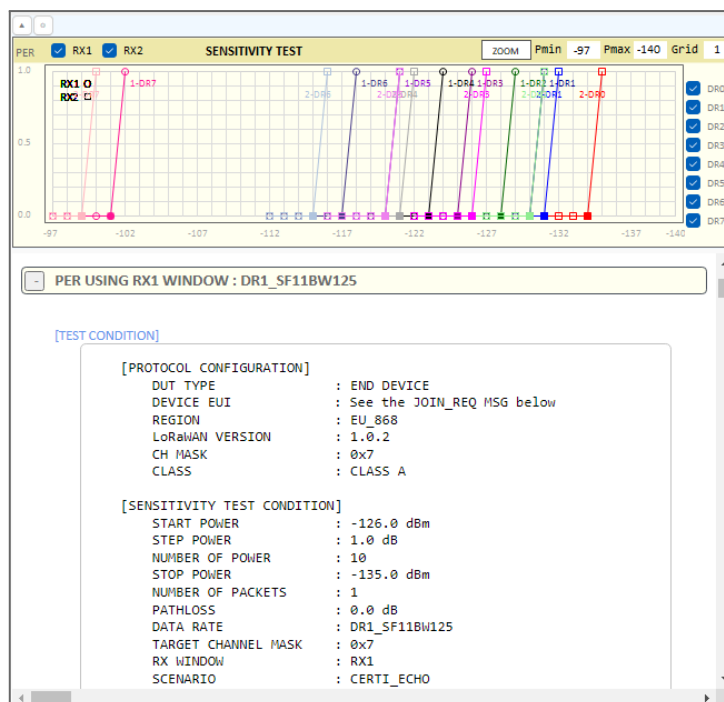 PER RX1 RX2 SENSITIVITY TEST ZOOM Pmin -97 Pmax -140 Grid 1
1.0
RX1 O
RX2 □
1-DR7 1-DR6 1-DR5 1-DR4 1-DR3 1-DR2 1-DR1
2-DR6 2-DR3 2-DR1 2-DR0
0.5
0.0
-97 -102 -107 -112 -117 -122 -127 -132 -137 -140
DR0
DR1
DR2
DR3
DR4
DR5
DR6
DR7
- PER USING RX1 WINDOW : DR1_SF11BW125
[TEST CONDITION]
[PROTOCOL CONFIGURATION]
DUT TYPE : END DEVICE
DEVICE EUI : See the JOIN_REQ MSG below
REGION : EU_868
LoRaWAN VERSION : 1.0.2
CH MASK : 0x7
CLASS : CLASS A
[SENSITIVITY TEST CONDITION]
START POWER : -126.0 dBm
STEP POWER : 1.0 dB
NUMBER OF POWER : 10
STOP POWER : -135.0 dBm
NUMBER OF PACKETS : 1
PATHLOSS : 0.0 dB
DATA RATE : DR1_SF11BW125
TARGET CHANNEL MASK : 0x7
RX WINDOW : RX1
SCENARIO : CERTI_ECHO